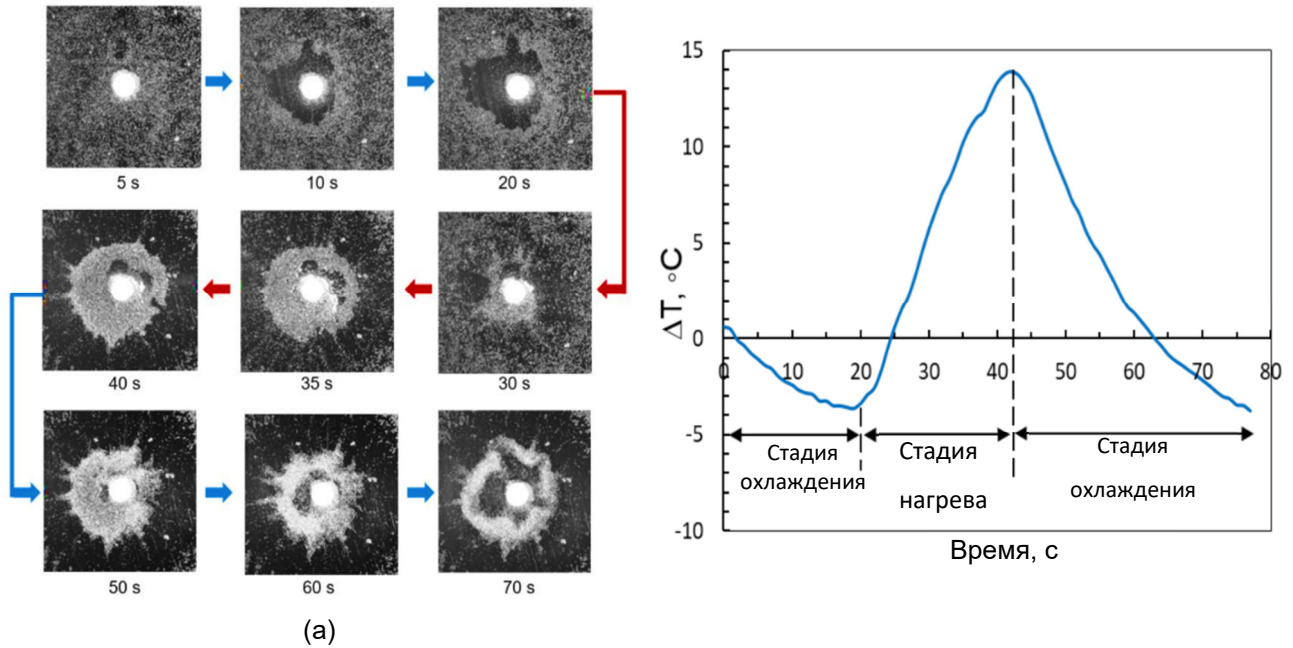 5 s
10 s
20 s
40 s
35 s
30 s
50 s
60 s
70 s
(a)
15
10
5
0
-5
-10
ΔT, °C
0 10 20 30 40 50 60 70 80
Стадия
охлаждения
Стадия
нагрева
Стадия
охлаждения
Время, с